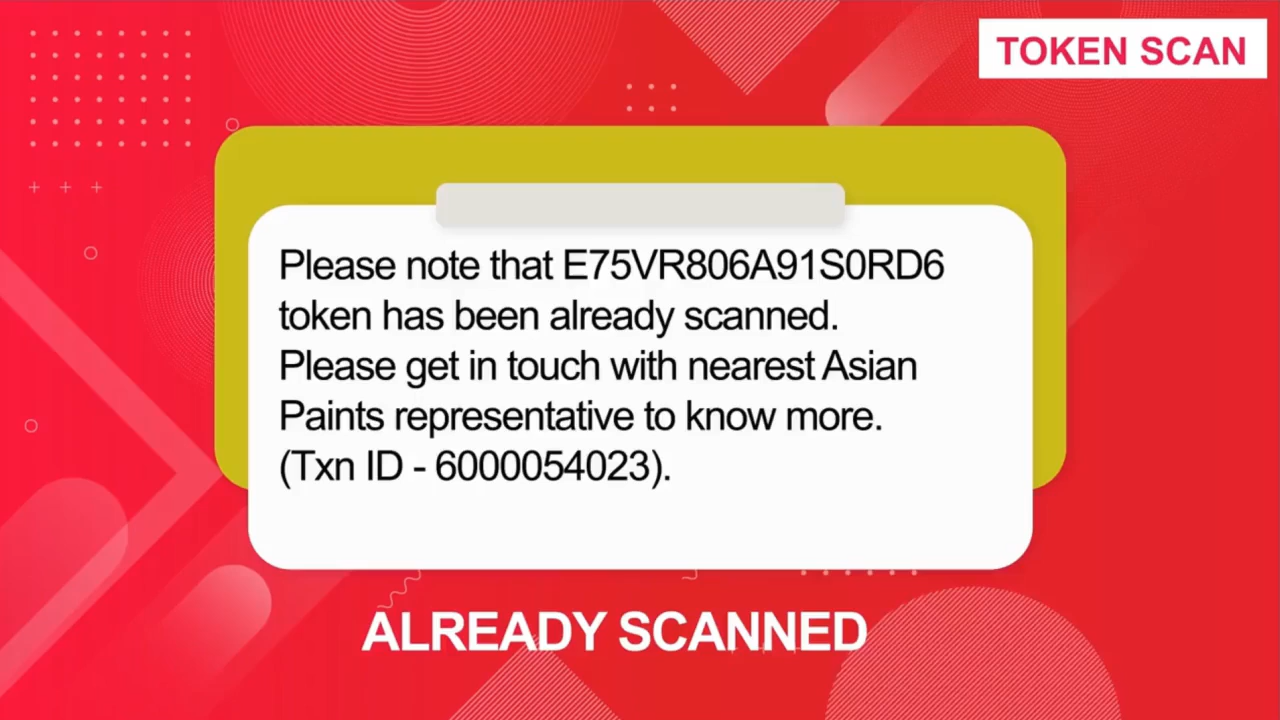 TOKEN SCAN
Please note that E75VR806A91S0RD6
token has been already scanned.
Please get in touch with nearest Asian
Paints representative to know more.
(Txn ID - 6000054023).
ALREADY SCANNED